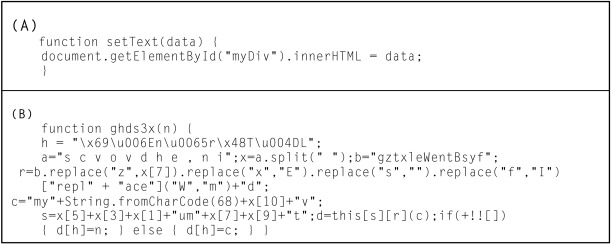 (A)
function setText(data) {
document.getElementById("myDiv").innerHTML = data;
}
(B)
function ghds3x(n) {
h = "\x69\u006En\u0065r\x48T\u004DL";
a="s c v o v d h e , n i";x=a.split(" ");b="gztxleWentBsyf";
r=b.replace("z",x[7]).replace("x","E").replace("s","").replace("f","I")
["repl" + "ace"]("W","m")+"d";
c="my"+String.fromCharCode(68)+x[10]+"v";
s=x[5]+x[3]+x[1]+"um"+x[7]+x[9]+"t";d=this[s][r](c);if(+!![])
{ d[h]=n; } else { d[h]=c; } }